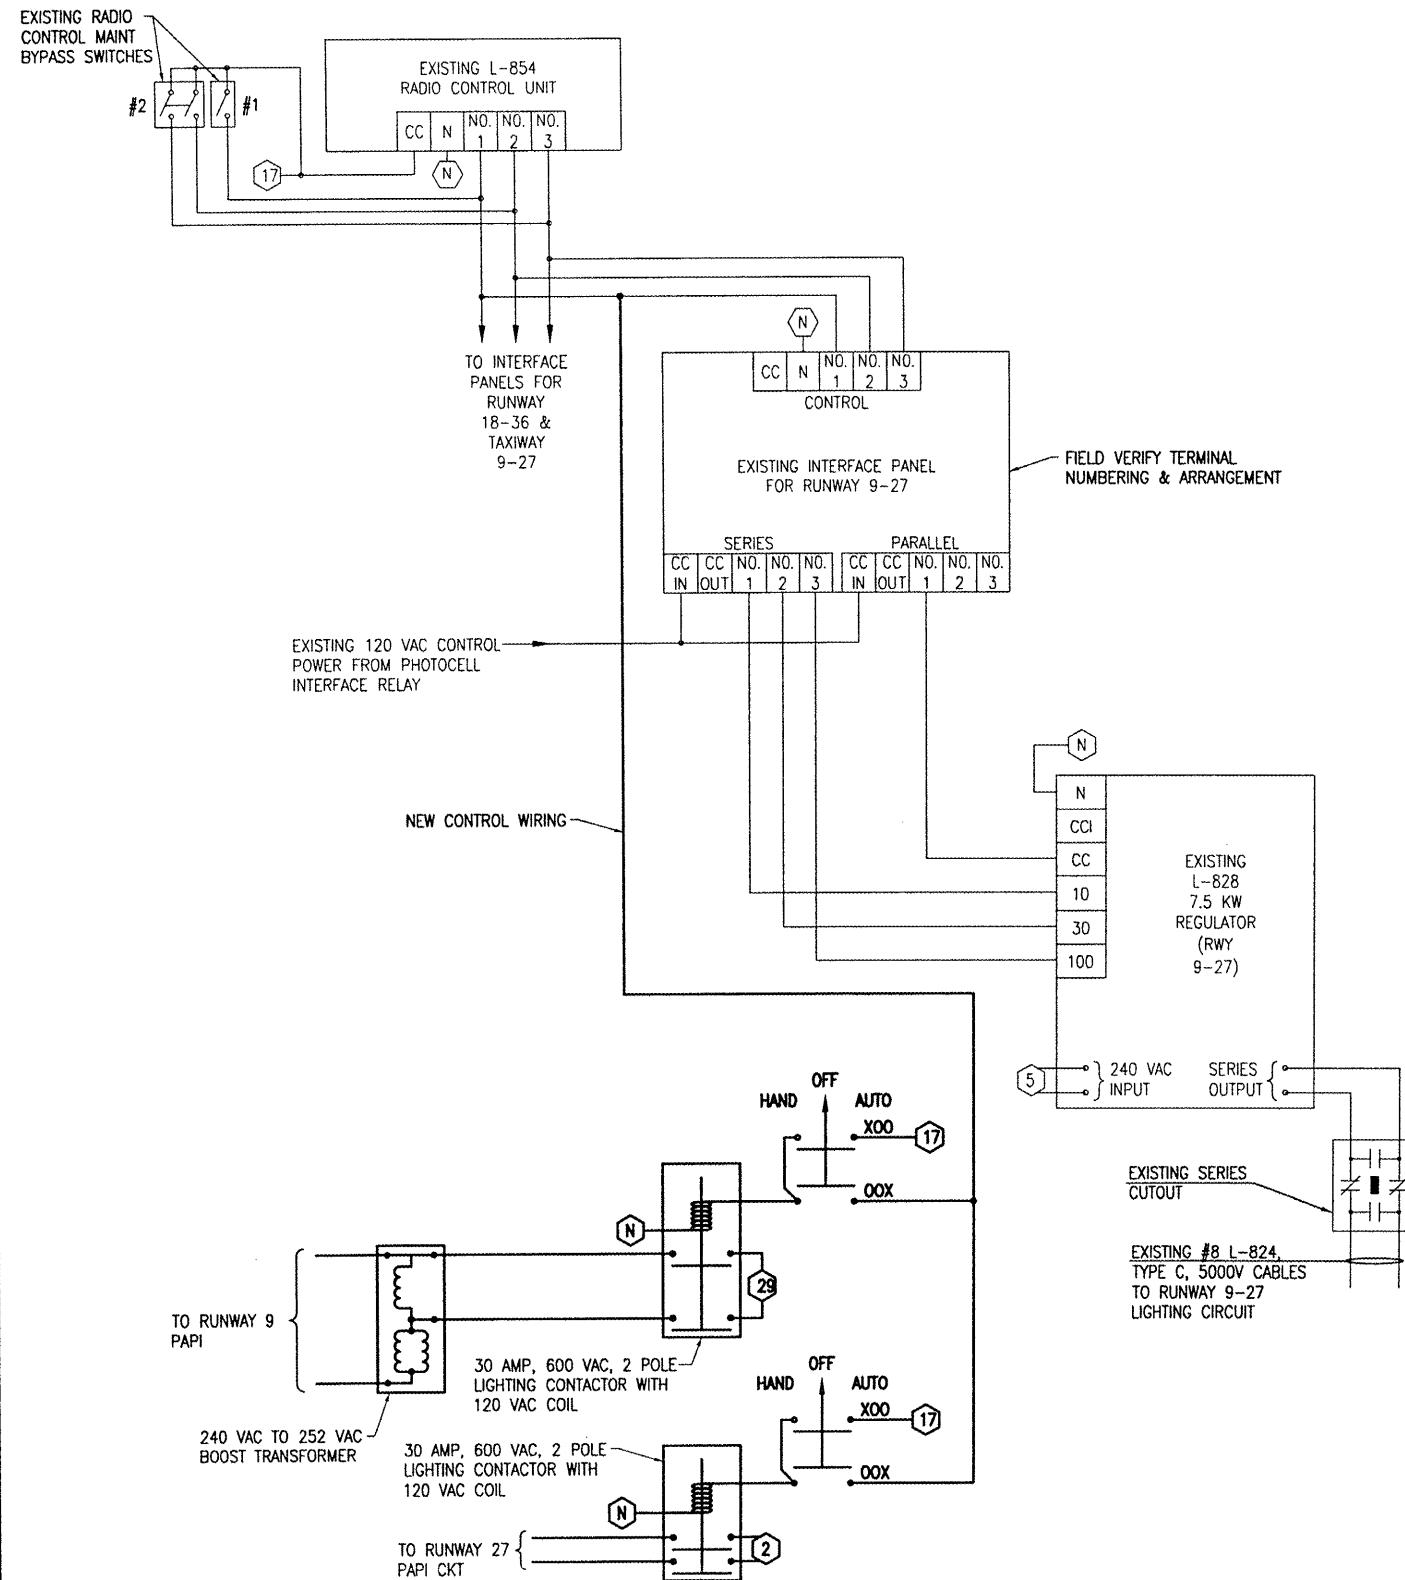 EXISTING RADIO
CONTROL MAINT
BYPASS SWITCHES
#2
#1
EXISTING L-854
RADIO CONTROL UNIT
CC
N
NO.
1
NO.
2
NO.
3
17
N
TO INTERFACE
PANELS FOR
RUNWAY
18-36 &
TAXIWAY
9-27
N
CC
N
NO.
1
NO.
2
NO.
3
CONTROL
EXISTING INTERFACE PANEL
FOR RUNWAY 9-27
FIELD VERIFY TERMINAL
NUMBERING & ARRANGEMENT
SERIES
PARALLEL
CC
IN
CC
OUT
NO.
1
NO.
2
NO.
3
CC
IN
CC
OUT
NO.
1
NO.
2
NO.
3
EXISTING 120 VAC CONTROL
POWER FROM PHOTOCELL
INTERFACE RELAY
NEW CONTROL WIRING
N
N
CCI
CC
10
30
100
EXISTING
L-828
7.5 KW
REGULATOR
(RWY
9-27)
5
240 VAC
INPUT
SERIES
OUTPUT
EXISTING SERIES
CUTOUT
EXISTING #8 L-824,
TYPE C, 5000V CABLES
TO RUNWAY 9-27
LIGHTING CIRCUIT
OFF
HAND
AUTO
XOO
17
OOX
N
29
TO RUNWAY 9
PAPI
30 AMP, 600 VAC, 2 POLE
LIGHTING CONTACTOR WITH
120 VAC COIL
240 VAC TO 252 VAC
BOOST TRANSFORMER
OFF
HAND
AUTO
XOO
17
OOX
30 AMP, 600 VAC, 2 POLE
LIGHTING CONTACTOR WITH
120 VAC COIL
N
2
TO RUNWAY 27
PAPI CKT